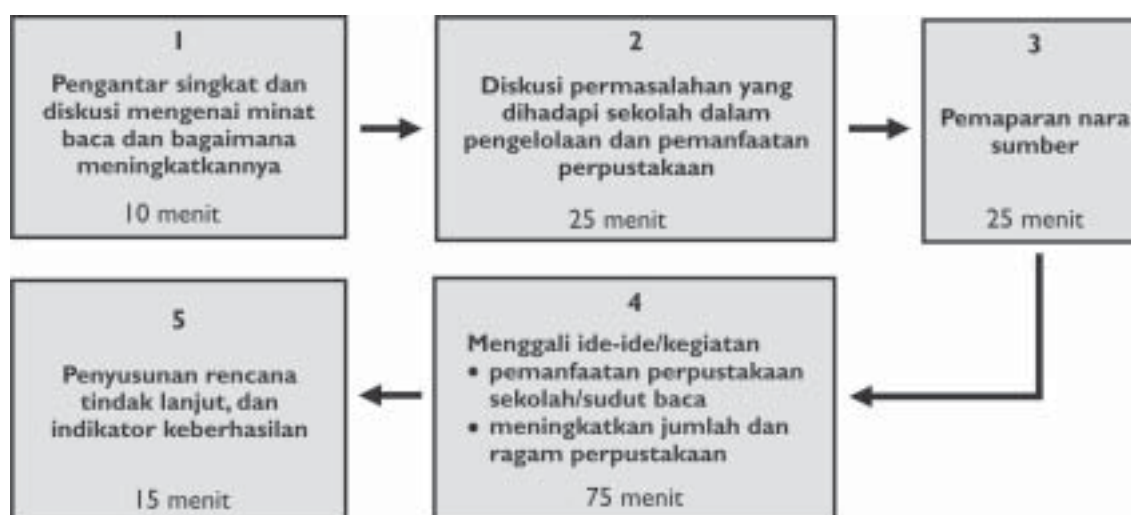 1
Pengantar singkat dan
diskusi mengenai minat
baca dan bagaimana
meningkatkannya
10 menit
2
Diskusi permasalahan yang
dihadapi sekolah dalam
pengelolaan dan pemanfaatan
perpustakaan
25 menit
3
Pemaparan nara
sumber
25 menit
4
Menggali ide-ide/kegiatan
• pemanfaatan perpustakaan
sekolah/sudut baca
• meningkatkan jumlah dan
ragam perpustakaan
75 menit
5
Penyusunan rencana
tindak lanjut, dan
indikator keberhasilan
15 menit